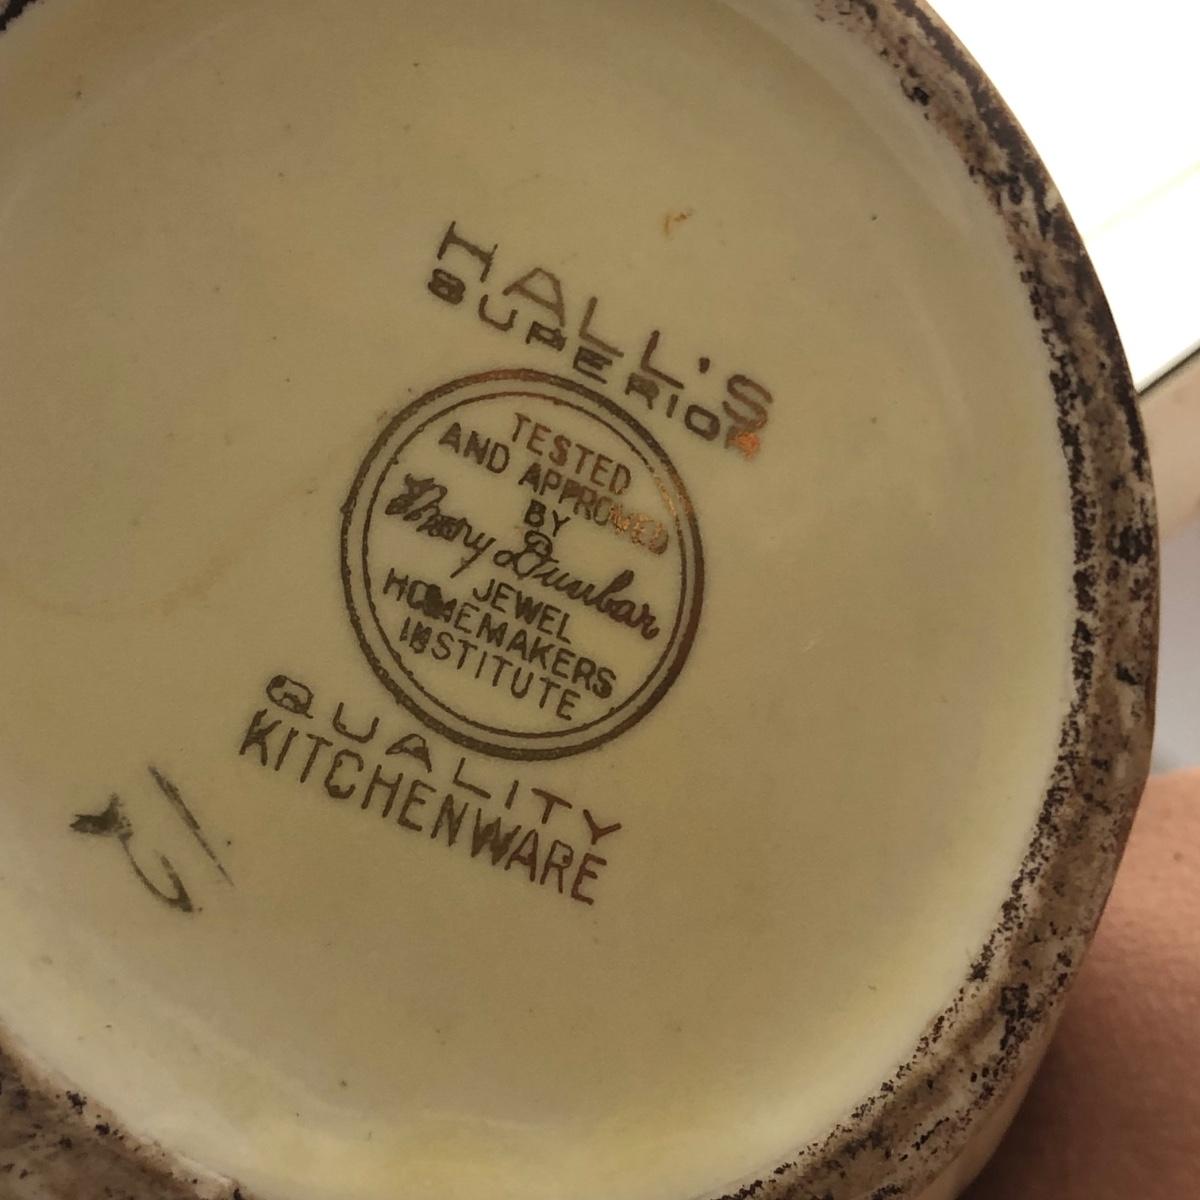 HALL'S
SUPERIOR
TESTED
AND APPROVED
BY
Mary Dunbar
JEWEL
HOMEMAKERS
INSTITUTE
QUALITY
KITCHENWARE